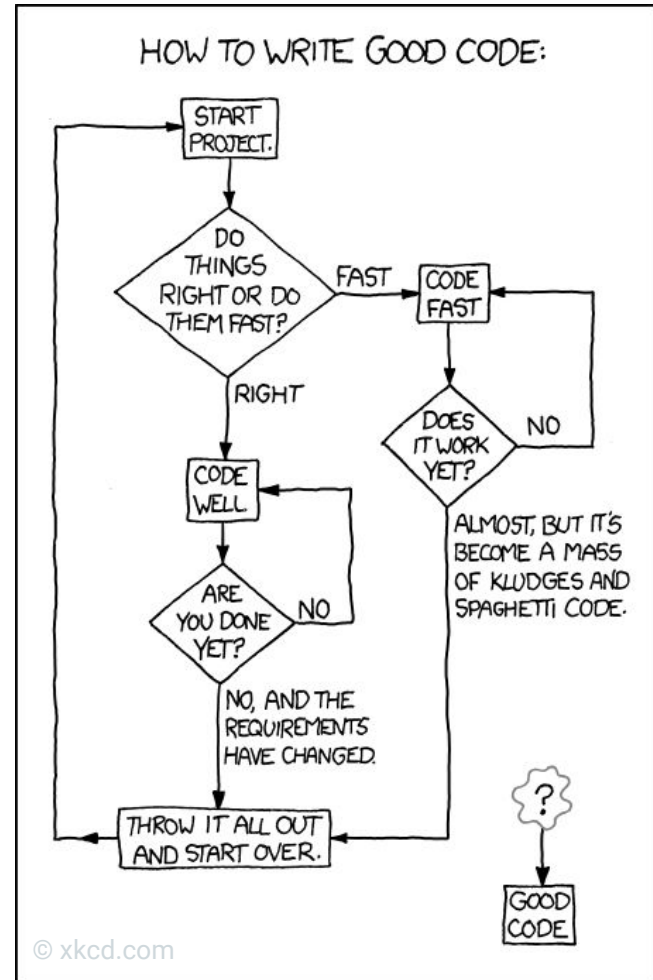 HOW TO WRITE GOOD CODE:
START
PROJECT.
DO
THINGS
RIGHT OR DO
THEM FAST?
FAST
CODE
FAST
RIGHT
DOES
IT WORK
YET?
NO
CODE
WELL
ALMOST, BUT IT'S
BECOME A MASS
OF KLUDGES AND
SPAGHETTI CODE.
ARE
YOU DONE
YET?
NO
NO, AND THE
REQUIREMENTS
HAVE CHANGED.
THROW IT ALL OUT
AND START OVER.
?
GOOD
CODE
© xkcd.com